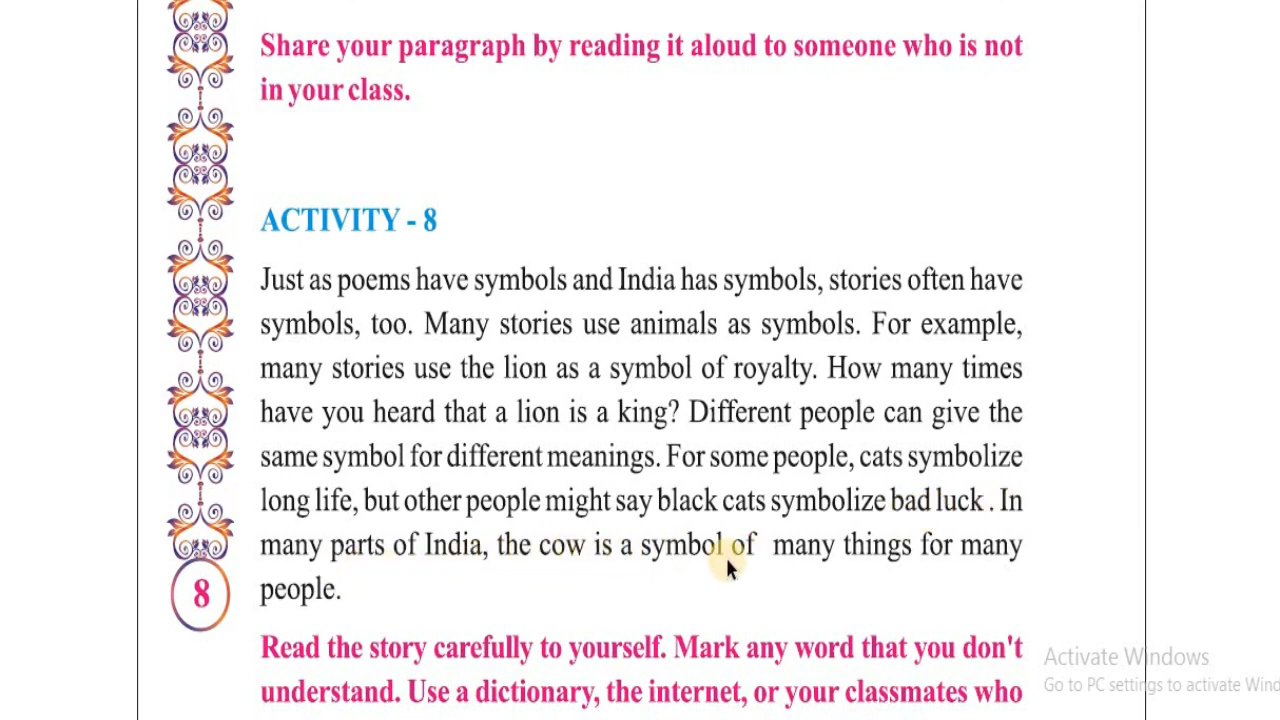 Share your paragraph by reading it aloud to someone who is not
in your class.
ACTIVITY - 8
Just as poems have symbols and India has symbols, stories often have
symbols, too. Many stories use animals as symbols. For example,
many stories use the lion as a symbol of royalty. How many times
have you heard that a lion is a king? Different people can give the
same symbol for different meanings. For some people, cats symbolize
long life, but other people might say black cats symbolize bad luck . In
many parts of India, the cow is a symbol of many things for many
people.
8
Read the story carefully to yourself. Mark any word that you don't
understand. Use a dictionary, the internet, or your classmates who
Activate Windows
Go to PC settings to activate Wind